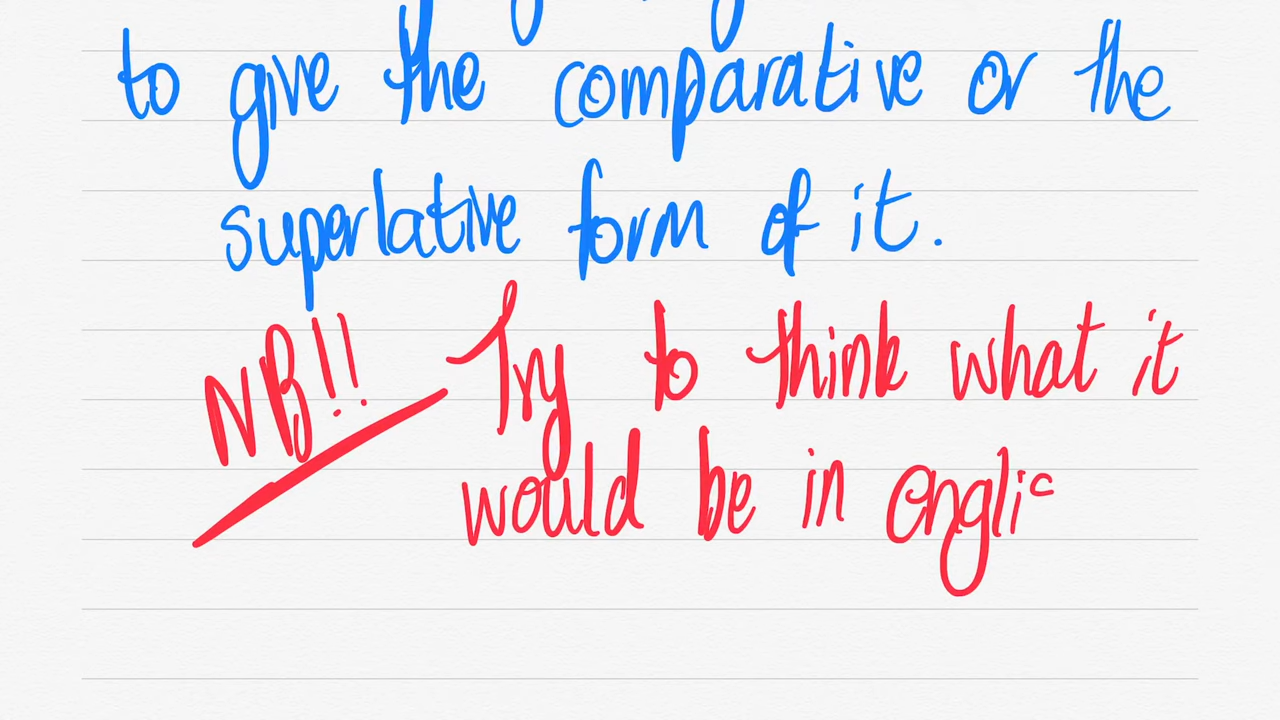 to give the comparative or the
superlative form of it.
NB!! Try to think what it
would be in englic